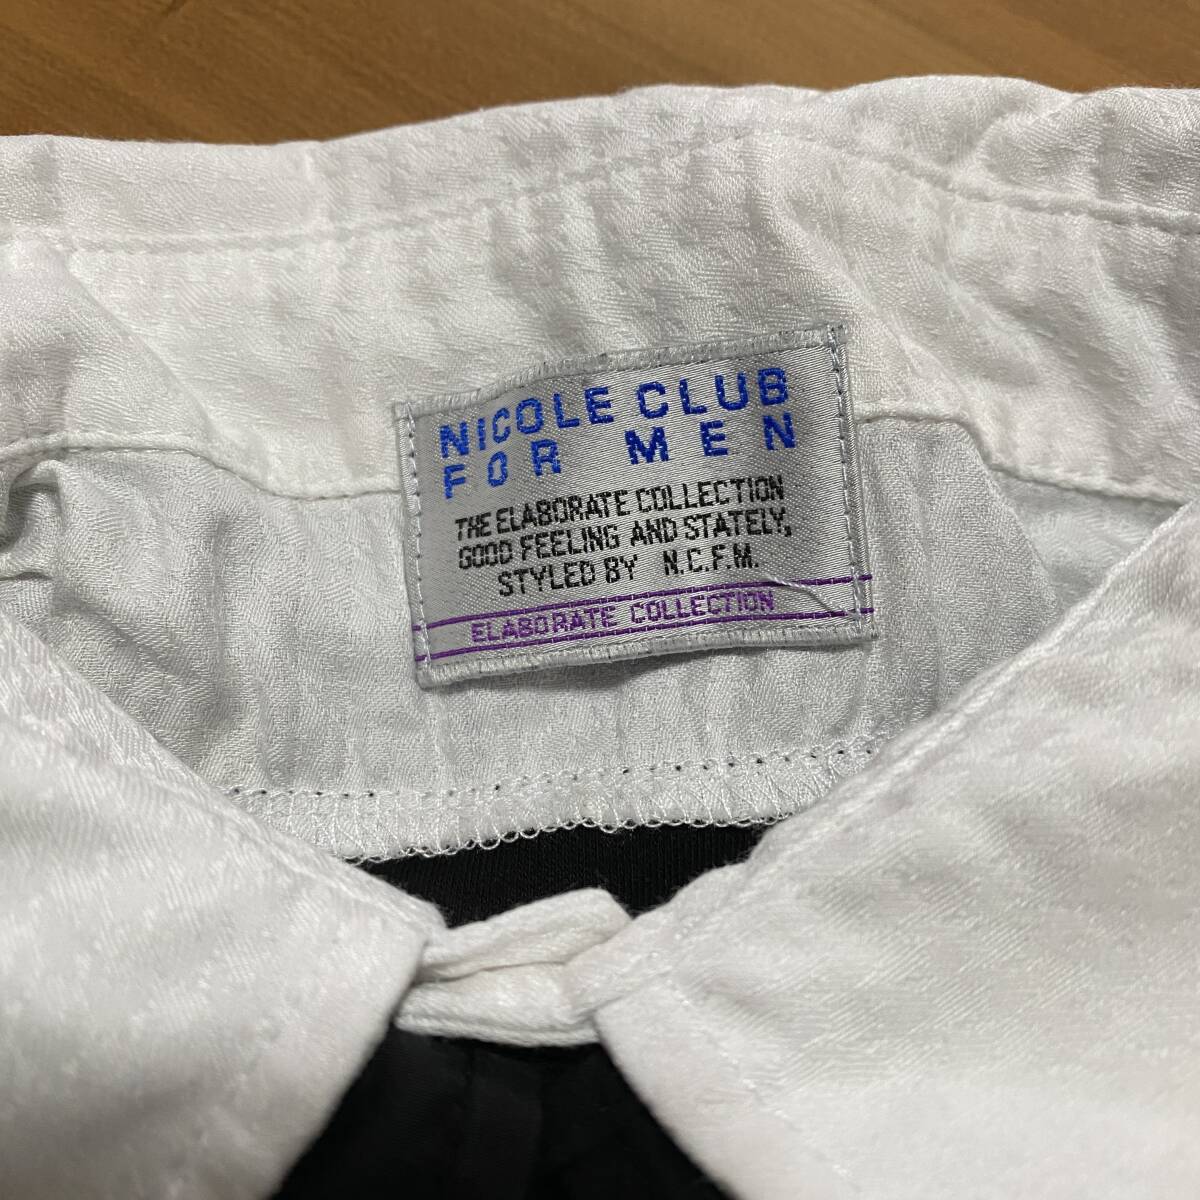 NICOLE CLUB
FOR MEN
THE ELABORATE COLLECTION
GOOD FEELING AND STATELY,
STYLED BY N.C.F.M.
ELABORATE COLLECTION